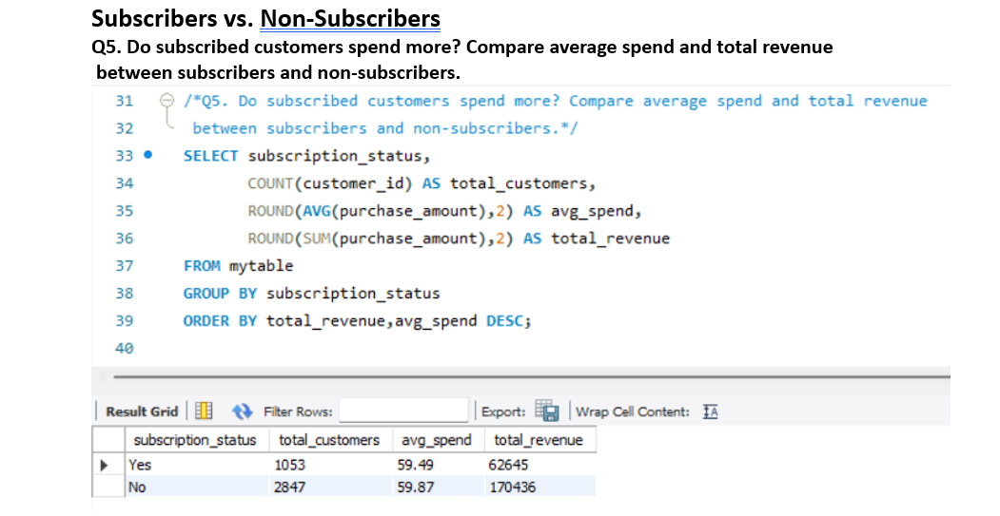 Subscribers vs. Non-Subscribers
Q5. Do subscribed customers spend more? Compare average spend and total revenue
between subscribers and non-subscribers.
31 /*Q5. Do subscribed customers spend more? Compare average spend and total revenue
32 between subscribers and non-subscribers.*/
33 SELECT subscription_status,
34 COUNT(customer_id) AS total_customers,
35 ROUND(AVG(purchase_amount),2) AS avg_spend,
36 ROUND(SUM(purchase_amount),2) AS total_revenue
37 FROM mytable
38 GROUP BY subscription_status
39 ORDER BY total_revenue,avg_spend DESC;
40
Result Grid Filter Rows: Export: Wrap Cell Content: IA
subscription_status total_customers avg_spend total_revenue
Yes 1053 59.49 62645
No 2847 59.87 170436